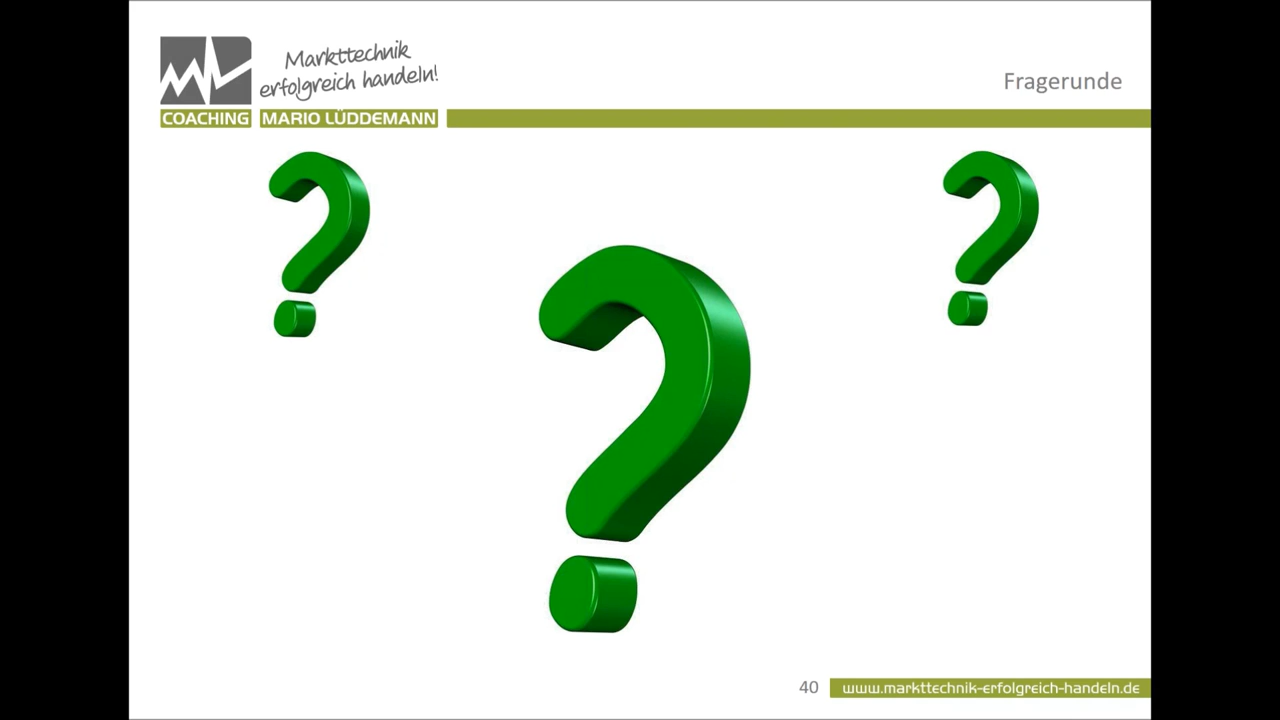 Markttechnik
erfolgreich handeln!
Fragerunde
COACHING MARIO LÜDDEMANN
? ? ?
40 www.markttechnik-erfolgreich-handeln.de